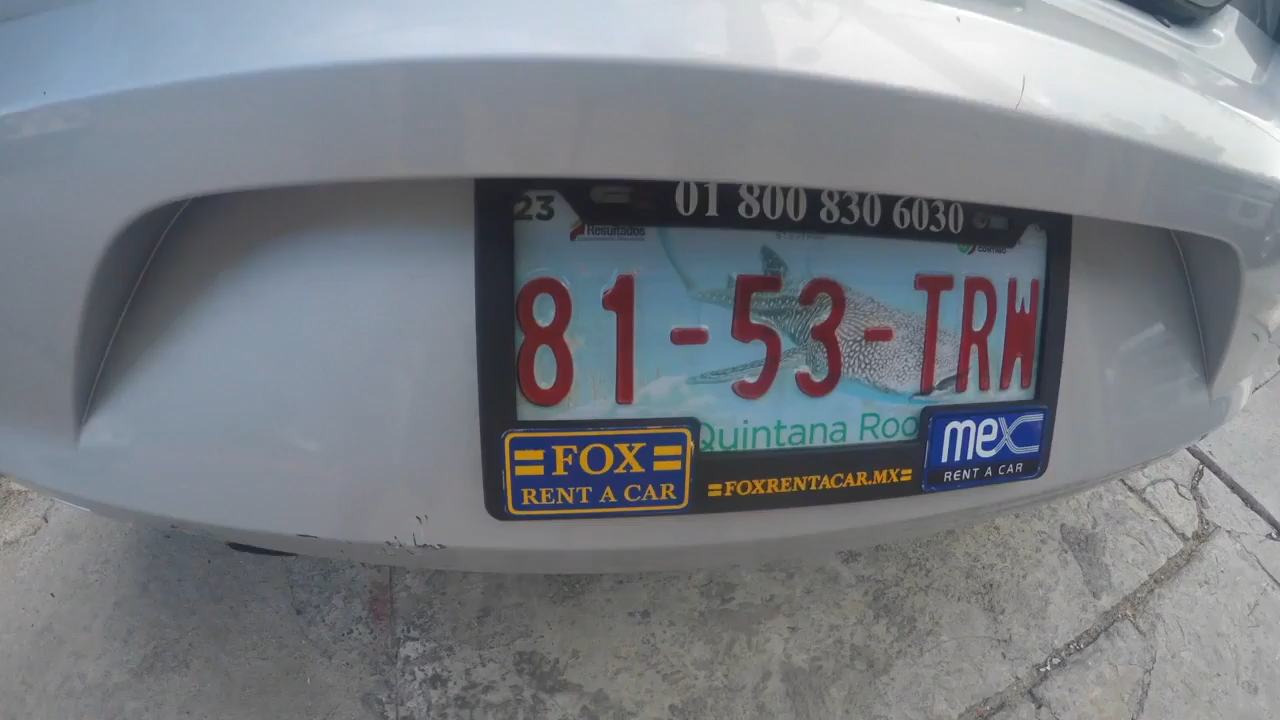 01 800 830 6030
23
Resultados
81-53-TRW
Quintana Roo
FOX
RENT A CAR
FOXRENTACAR.MX
mex
RENT A CAR